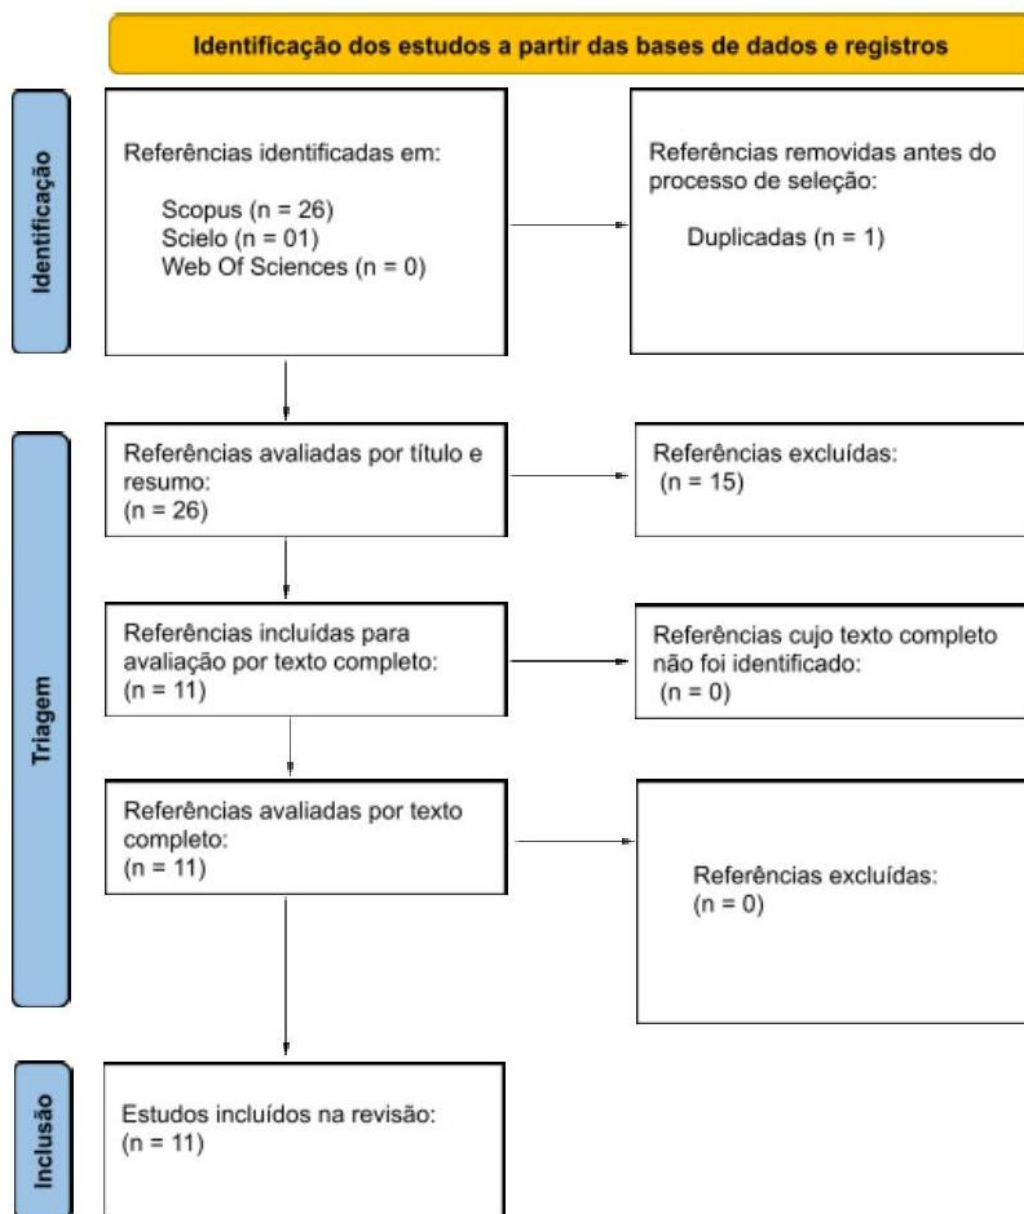 Identificação dos estudos a partir das bases de dados e registros
Identificação
Referências identificadas em:
Scopus (n = 26)
Scielo (n = 01)
Web Of Sciences (n = 0)
Referências removidas antes do
processo de seleção:
Duplicadas (n = 1)
Triagem
Referências avaliadas por título e
resumo:
(n = 26)
Referências excluídas:
(n = 15)
Referências incluídas para
avaliação por texto completo:
(n = 11)
Referências cujo texto completo
não foi identificado:
(n = 0)
Referências avaliadas por texto
completo:
(n = 11)
Referências excluídas:
(n = 0)
Inclusão
Estudos incluídos na revisão:
(n = 11)